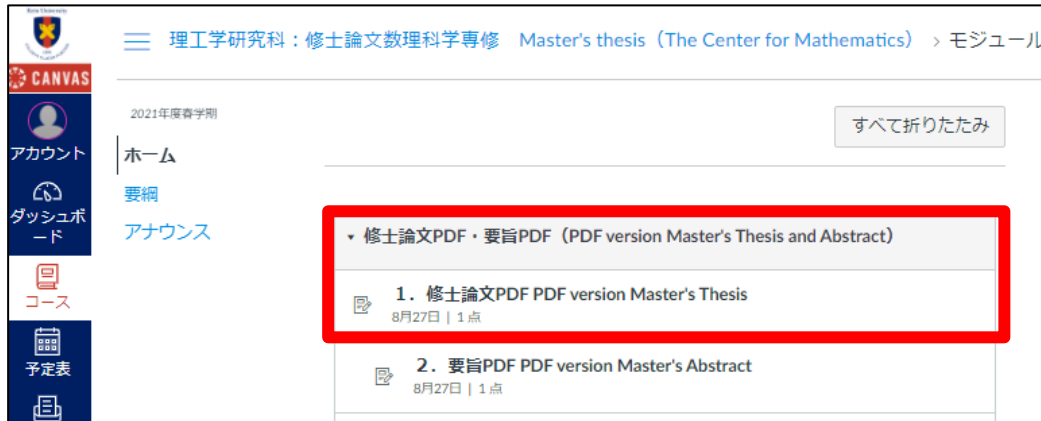 Keio University
CANVAS
アカウント
ダッシュボ
ード
コース
予定表
理工学研究科：修士論文数理科学専修 Master's thesis（The Center for Mathematics） › モジュール
2021年度春学期
ホーム
要綱
アナウンス
すべて折りたたみ
修士論文PDF・要旨PDF（PDF version Master's Thesis and Abstract）
1．修士論文PDF PDF version Master's Thesis
8月27日 | 1 点
2．要旨PDF PDF version Master's Abstract
8月27日 | 1 点